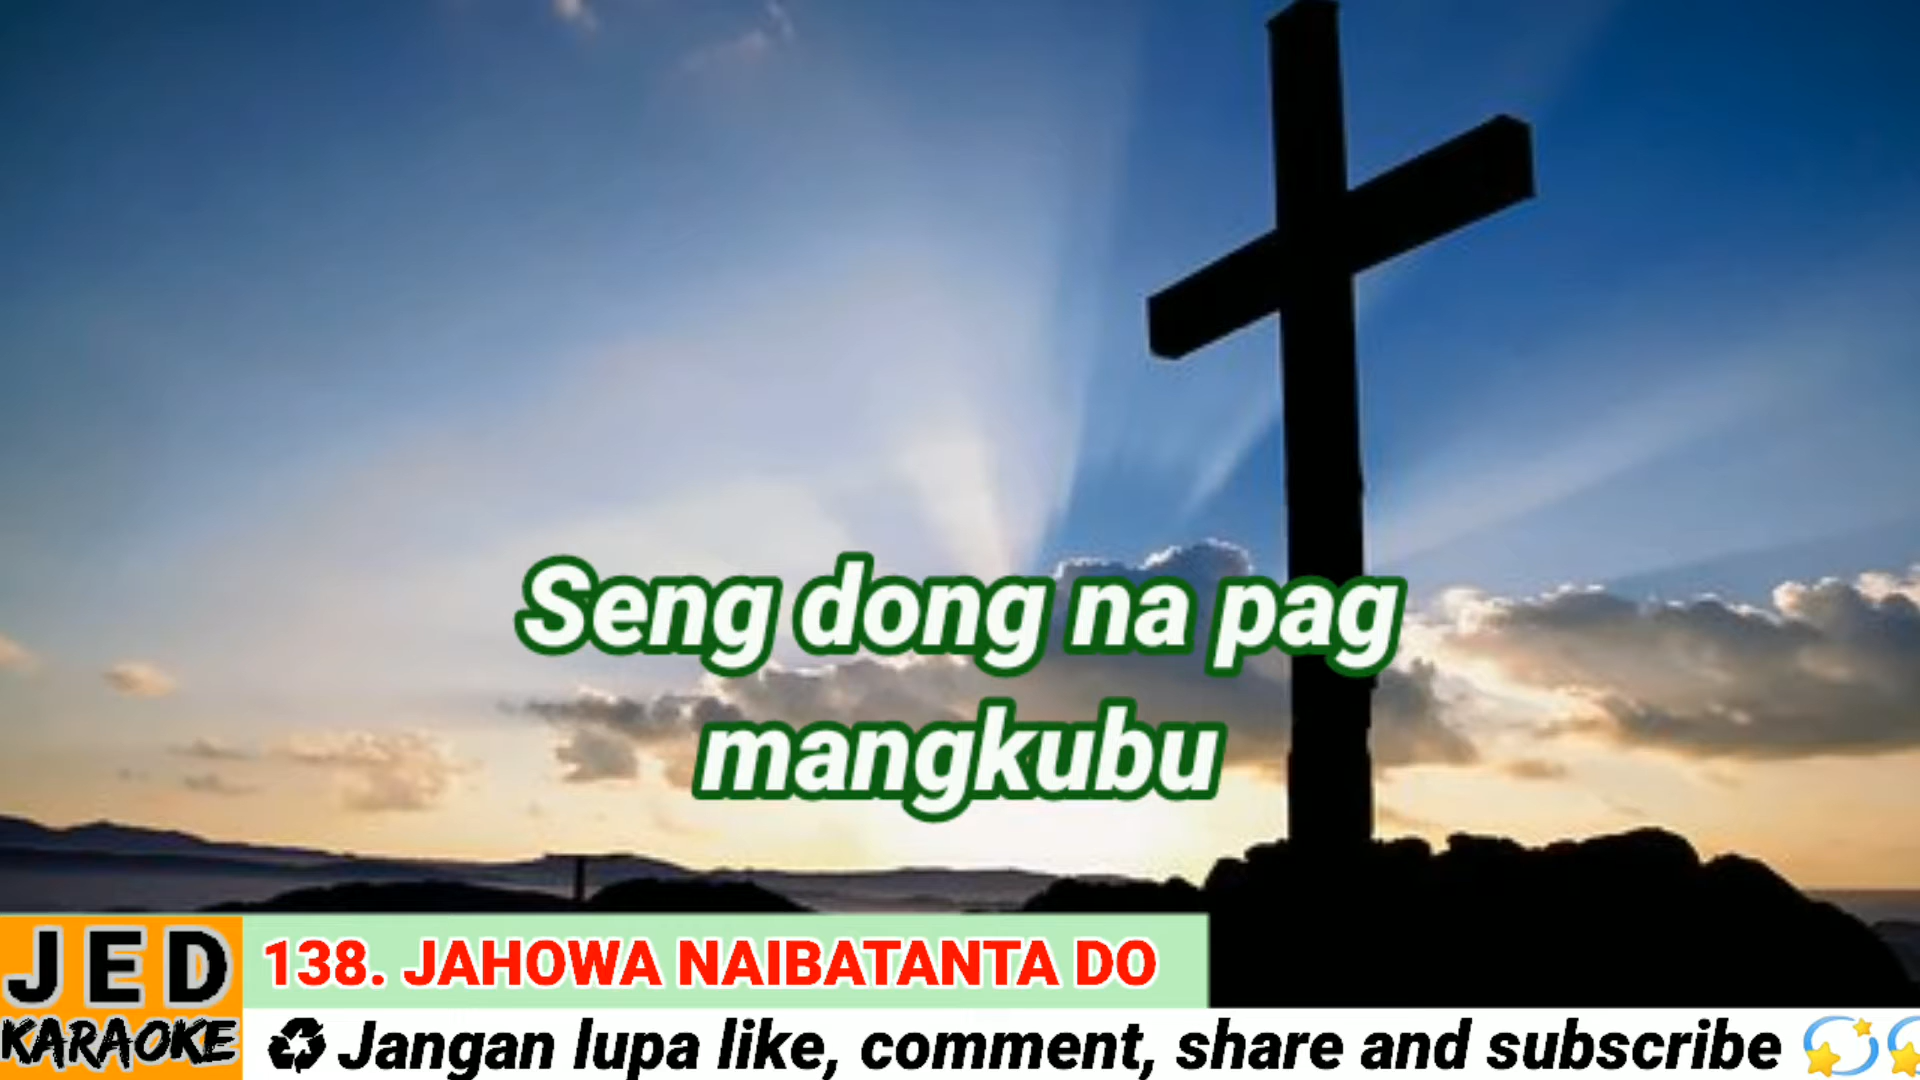 Seng dong na pag
mangkubu
JED
KARAOKE
138. JAHOWA NAIBATANTA DO
Jangan lupa like, comment, share and subscribe